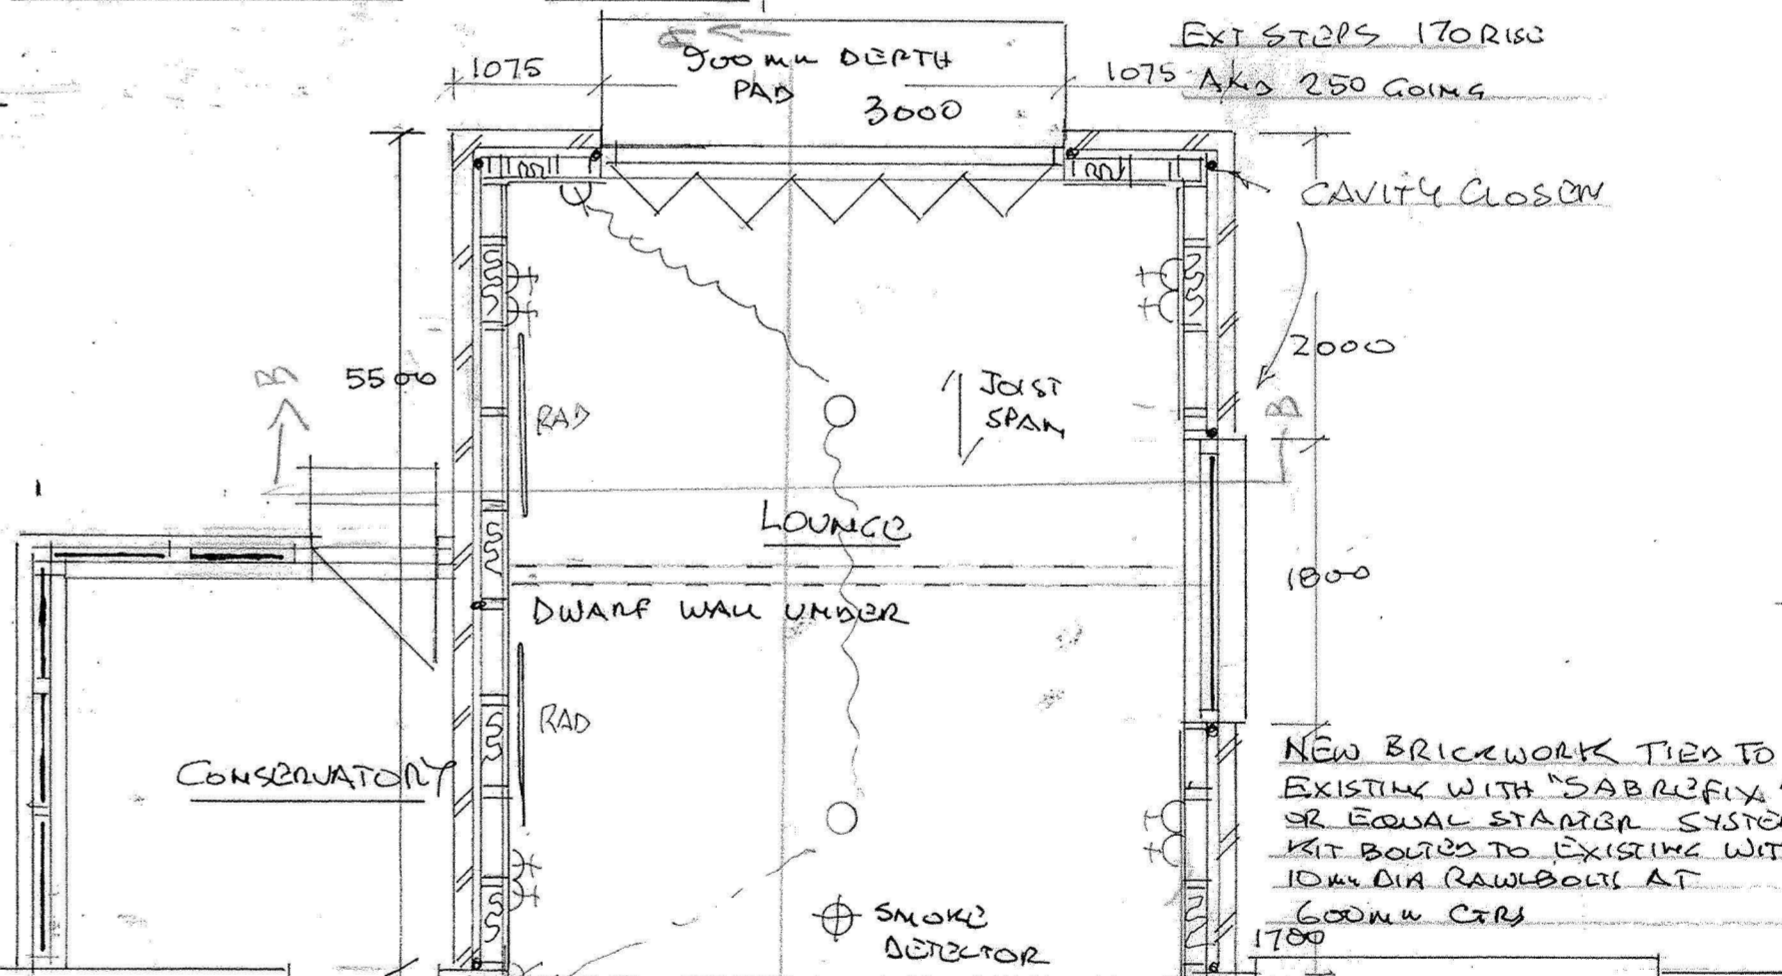 EXT STEPS 170 RISE
AND 250 GOING
900mm DEPTH
PAD
1075
3000
1075
CAVITY CLOSER
5500
B
RAD
JOIST
SPAN
2000
B
LOUNGE
1800
DWARF WALL UNDER
RAD
CONSERVATORY
NEW BRICKWORK TIED TO
EXISTING WITH "SABREFIX"
OR EQUAL STARTER SYSTEM
KIT BOLTED TO EXISTING WIT
10mm DIA RAWLBOLTS AT
600mm CTRS
SMOKE
DETECTOR
1700